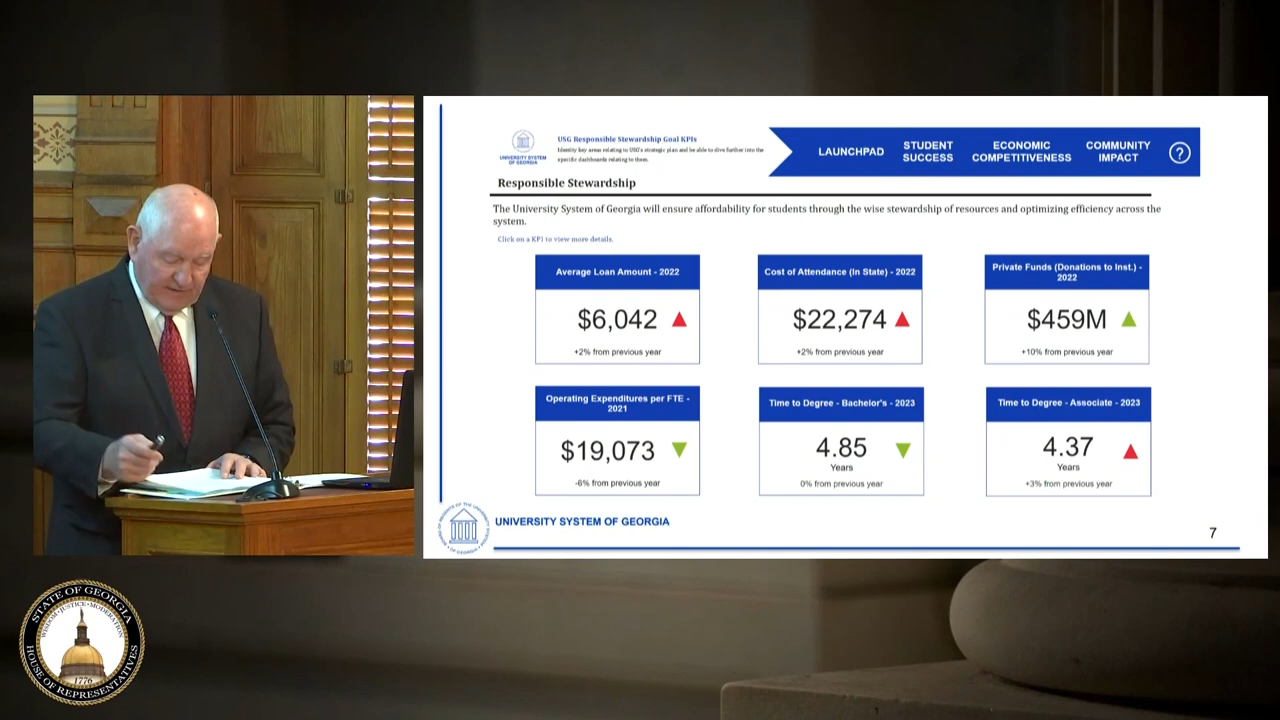 UNIVERSITY SYSTEM
OF GEORGIA
USG Responsible Stewardship Goal KPIs
Identity key areas relating to USG's strategic plan and be able to dive further into the
specific dashboards relating to them.
LAUNCHPAD
STUDENT
SUCCESS
ECONOMIC
COMPETITIVENESS
COMMUNITY
IMPACT
?
Responsible Stewardship
The University System of Georgia will ensure affordability for students through the wise stewardship of resources and optimizing efficiency across the
system.
Click on a KPI to view more details.
Average Loan Amount - 2022
$6,042
+2% from previous year
Cost of Attendance (In State) - 2022
$22,274
+2% from previous year
Private Funds (Donations to Inst.) -
2022
$459M
+10% from previous year
Operating Expenditures per FTE -
2021
$19,073
-6% from previous year
Time to Degree - Bachelor's - 2023
4.85
Years
0% from previous year
Time to Degree - Associate - 2023
4.37
Years
+3% from previous year
UNIVERSITY SYSTEM OF GEORGIA
7
STATE OF GEORGIA
WISDOM • JUSTICE • MODERATION
1776
HOUSE OF REPRESENTATIVES